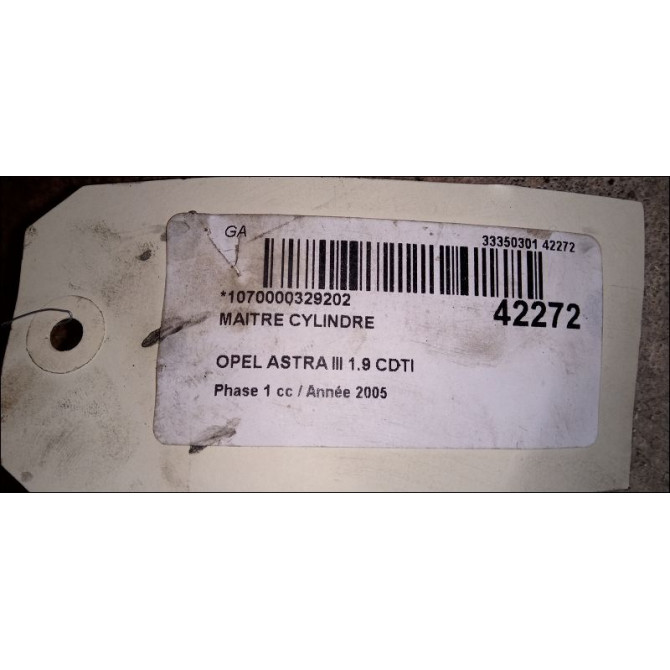 GA
33350301 42272
*1070000329202
42272
MAITRE CYLINDRE
OPEL ASTRA III 1.9 CDTI
Phase 1 cc / Année 2005